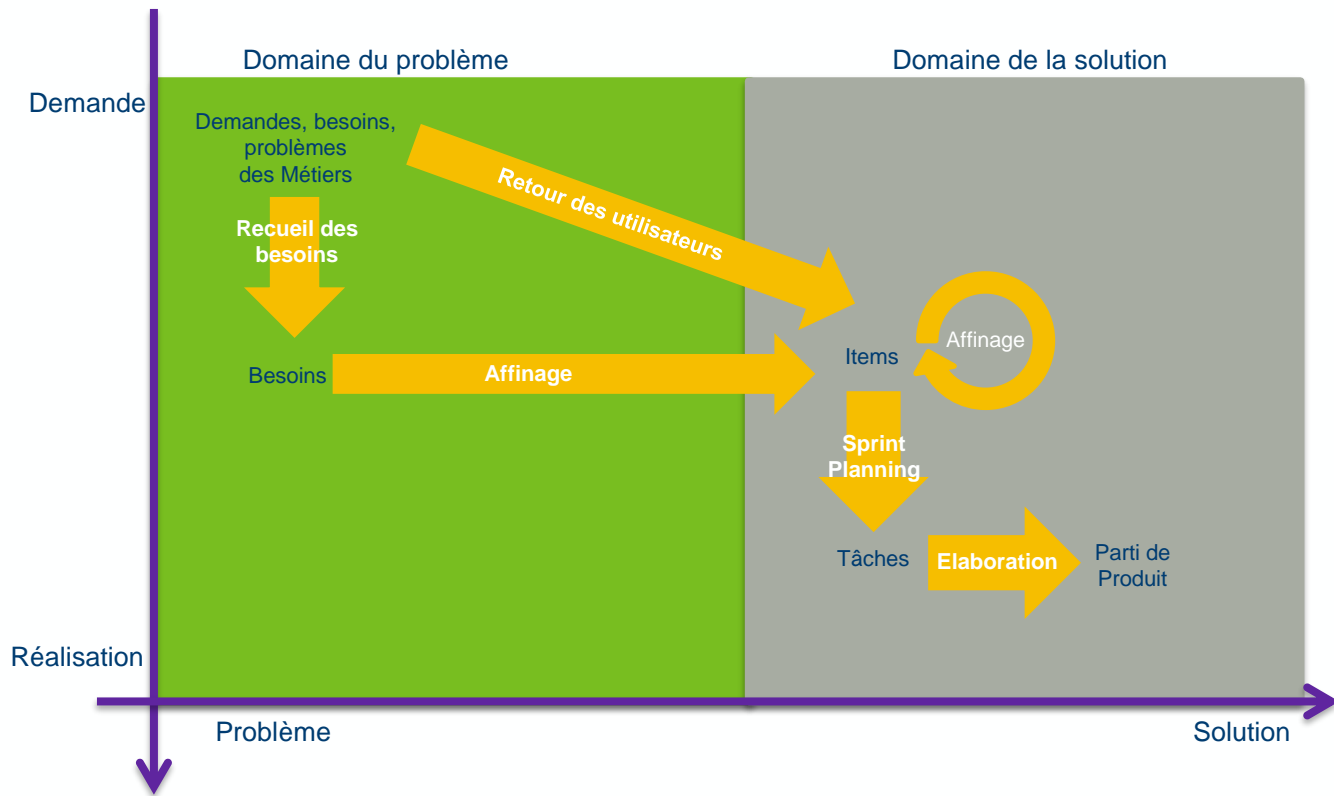 Domaine du problème
Domaine de la solution
Demande
Demandes, besoins,
problèmes
des Métiers
Retour des utilisateurs
Recueil des
besoins
Besoins
Affinage
Items
Affinage
Sprint
Planning
Tâches
Elaboration
Parti de
Produit
Réalisation
Problème
Solution